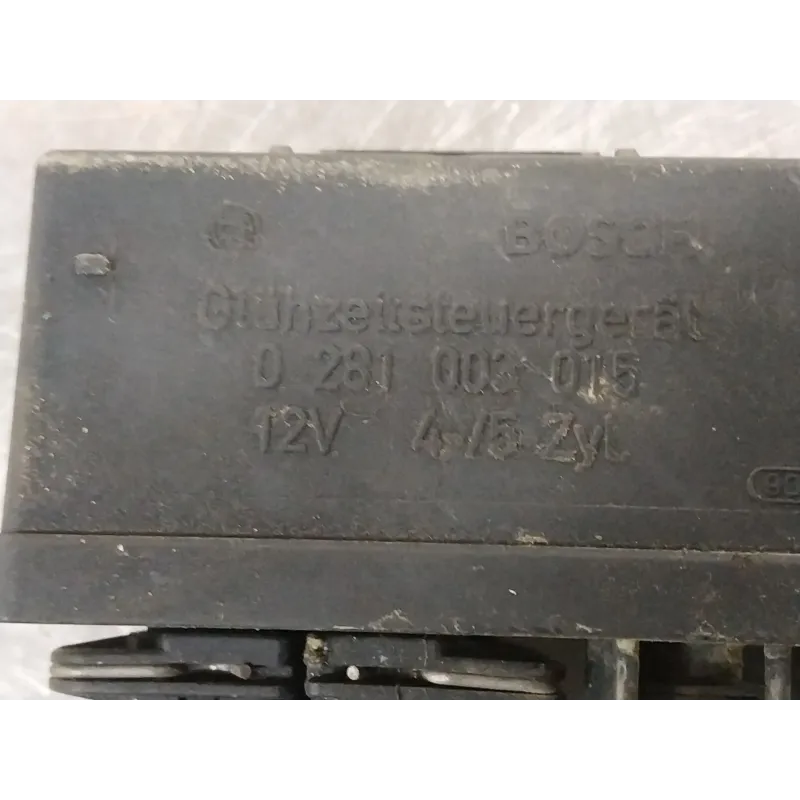 BOSCH
Glühzeitsteuergerät
0 281 003 015
12V 4-/5 Zyl.